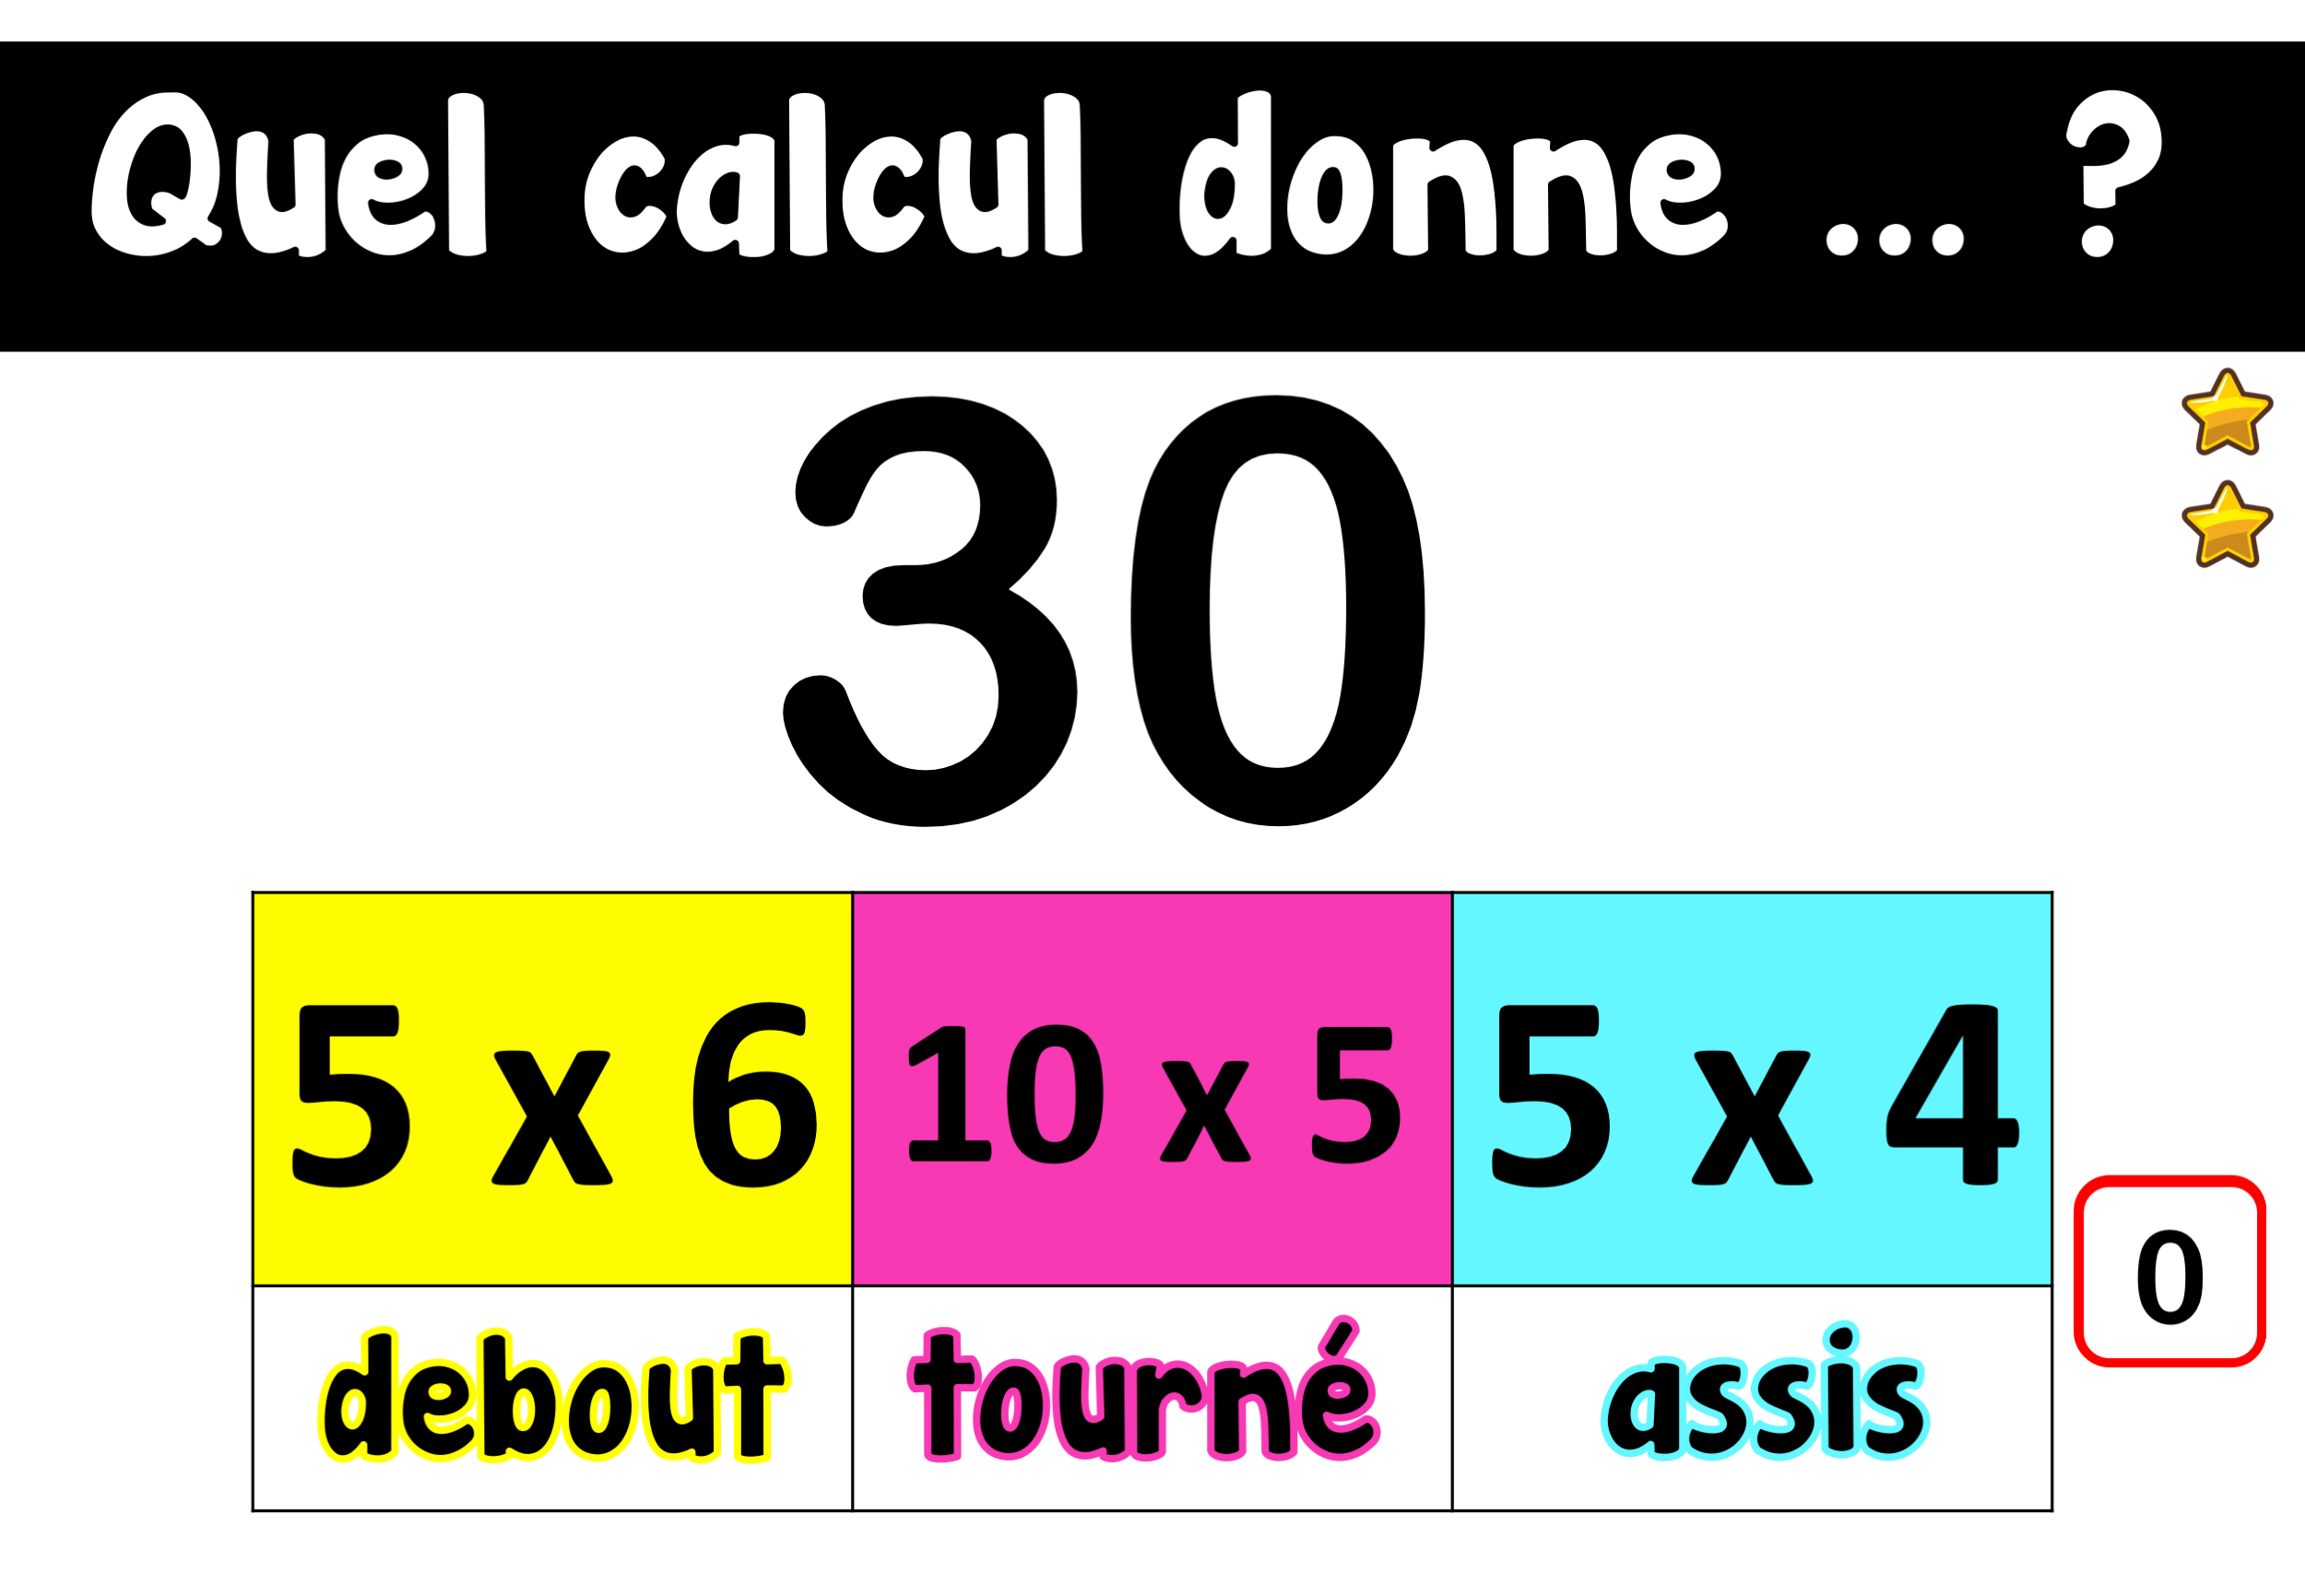 Quel calcul donne ... ?
30
5 x 6 10 x 5 5 x 4
0
debout tourné assis